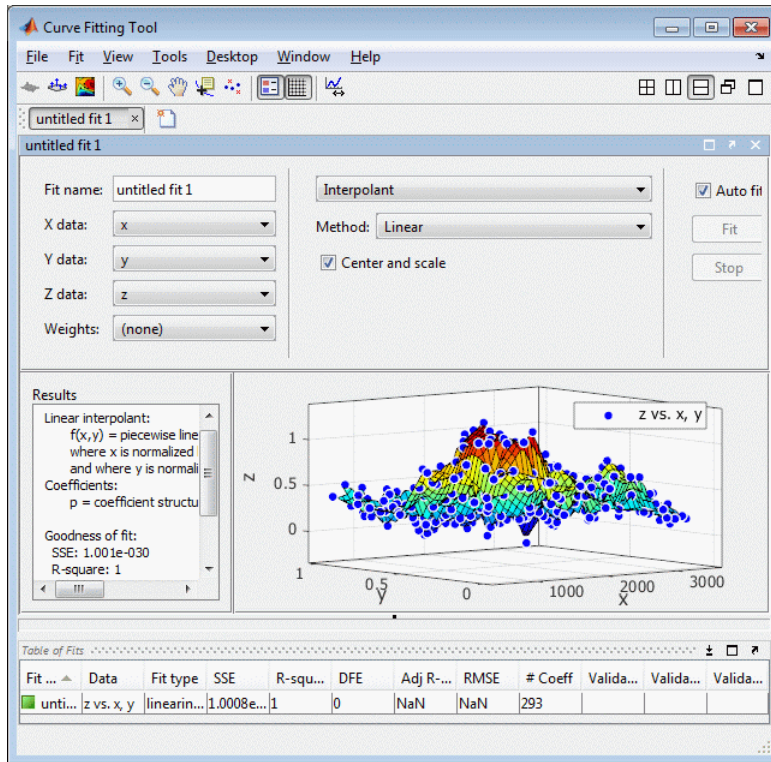 Curve Fitting Tool
File Fit View Tools Desktop Window Help
untitled fit 1
untitled fit 1
Fit name: untitled fit 1
X data: x
Y data: y
Z data: z
Weights: (none)
Interpolant
Method: Linear
Center and scale
Auto fit
Fit
Stop
Results
Linear interpolant:
f(x,y) = piecewise line
where x is normalized
and where y is normali
Coefficients:
p = coefficient structu
Goodness of fit:
SSE: 1.001e-030
R-square: 1
z vs. x, y
1
0.5
0
z
1
0.5
0
y
1000
2000
3000
x
Table of Fits
Fit ... Data Fit type SSE R-squ... DFE Adj R-... RMSE # Coeff Valida... Valida... Valida...
unti... z vs. x, y linearin... 1.0008e... 1 0 NaN NaN 293